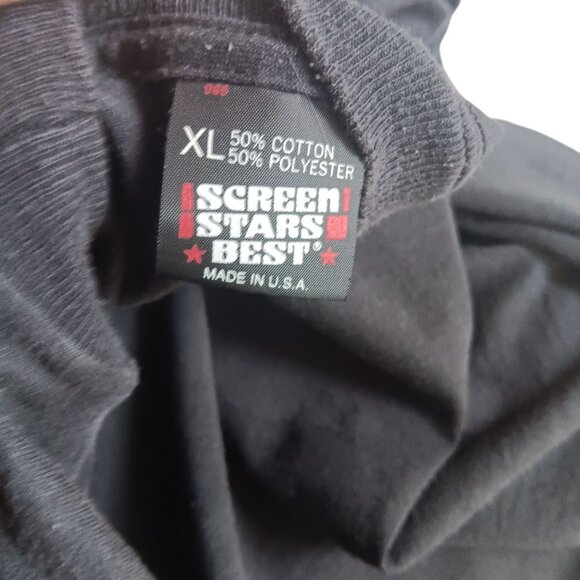 XL 50% COTTON
50% POLYESTER
SCREEN
STARS
BEST®
MADE IN U.S.A.